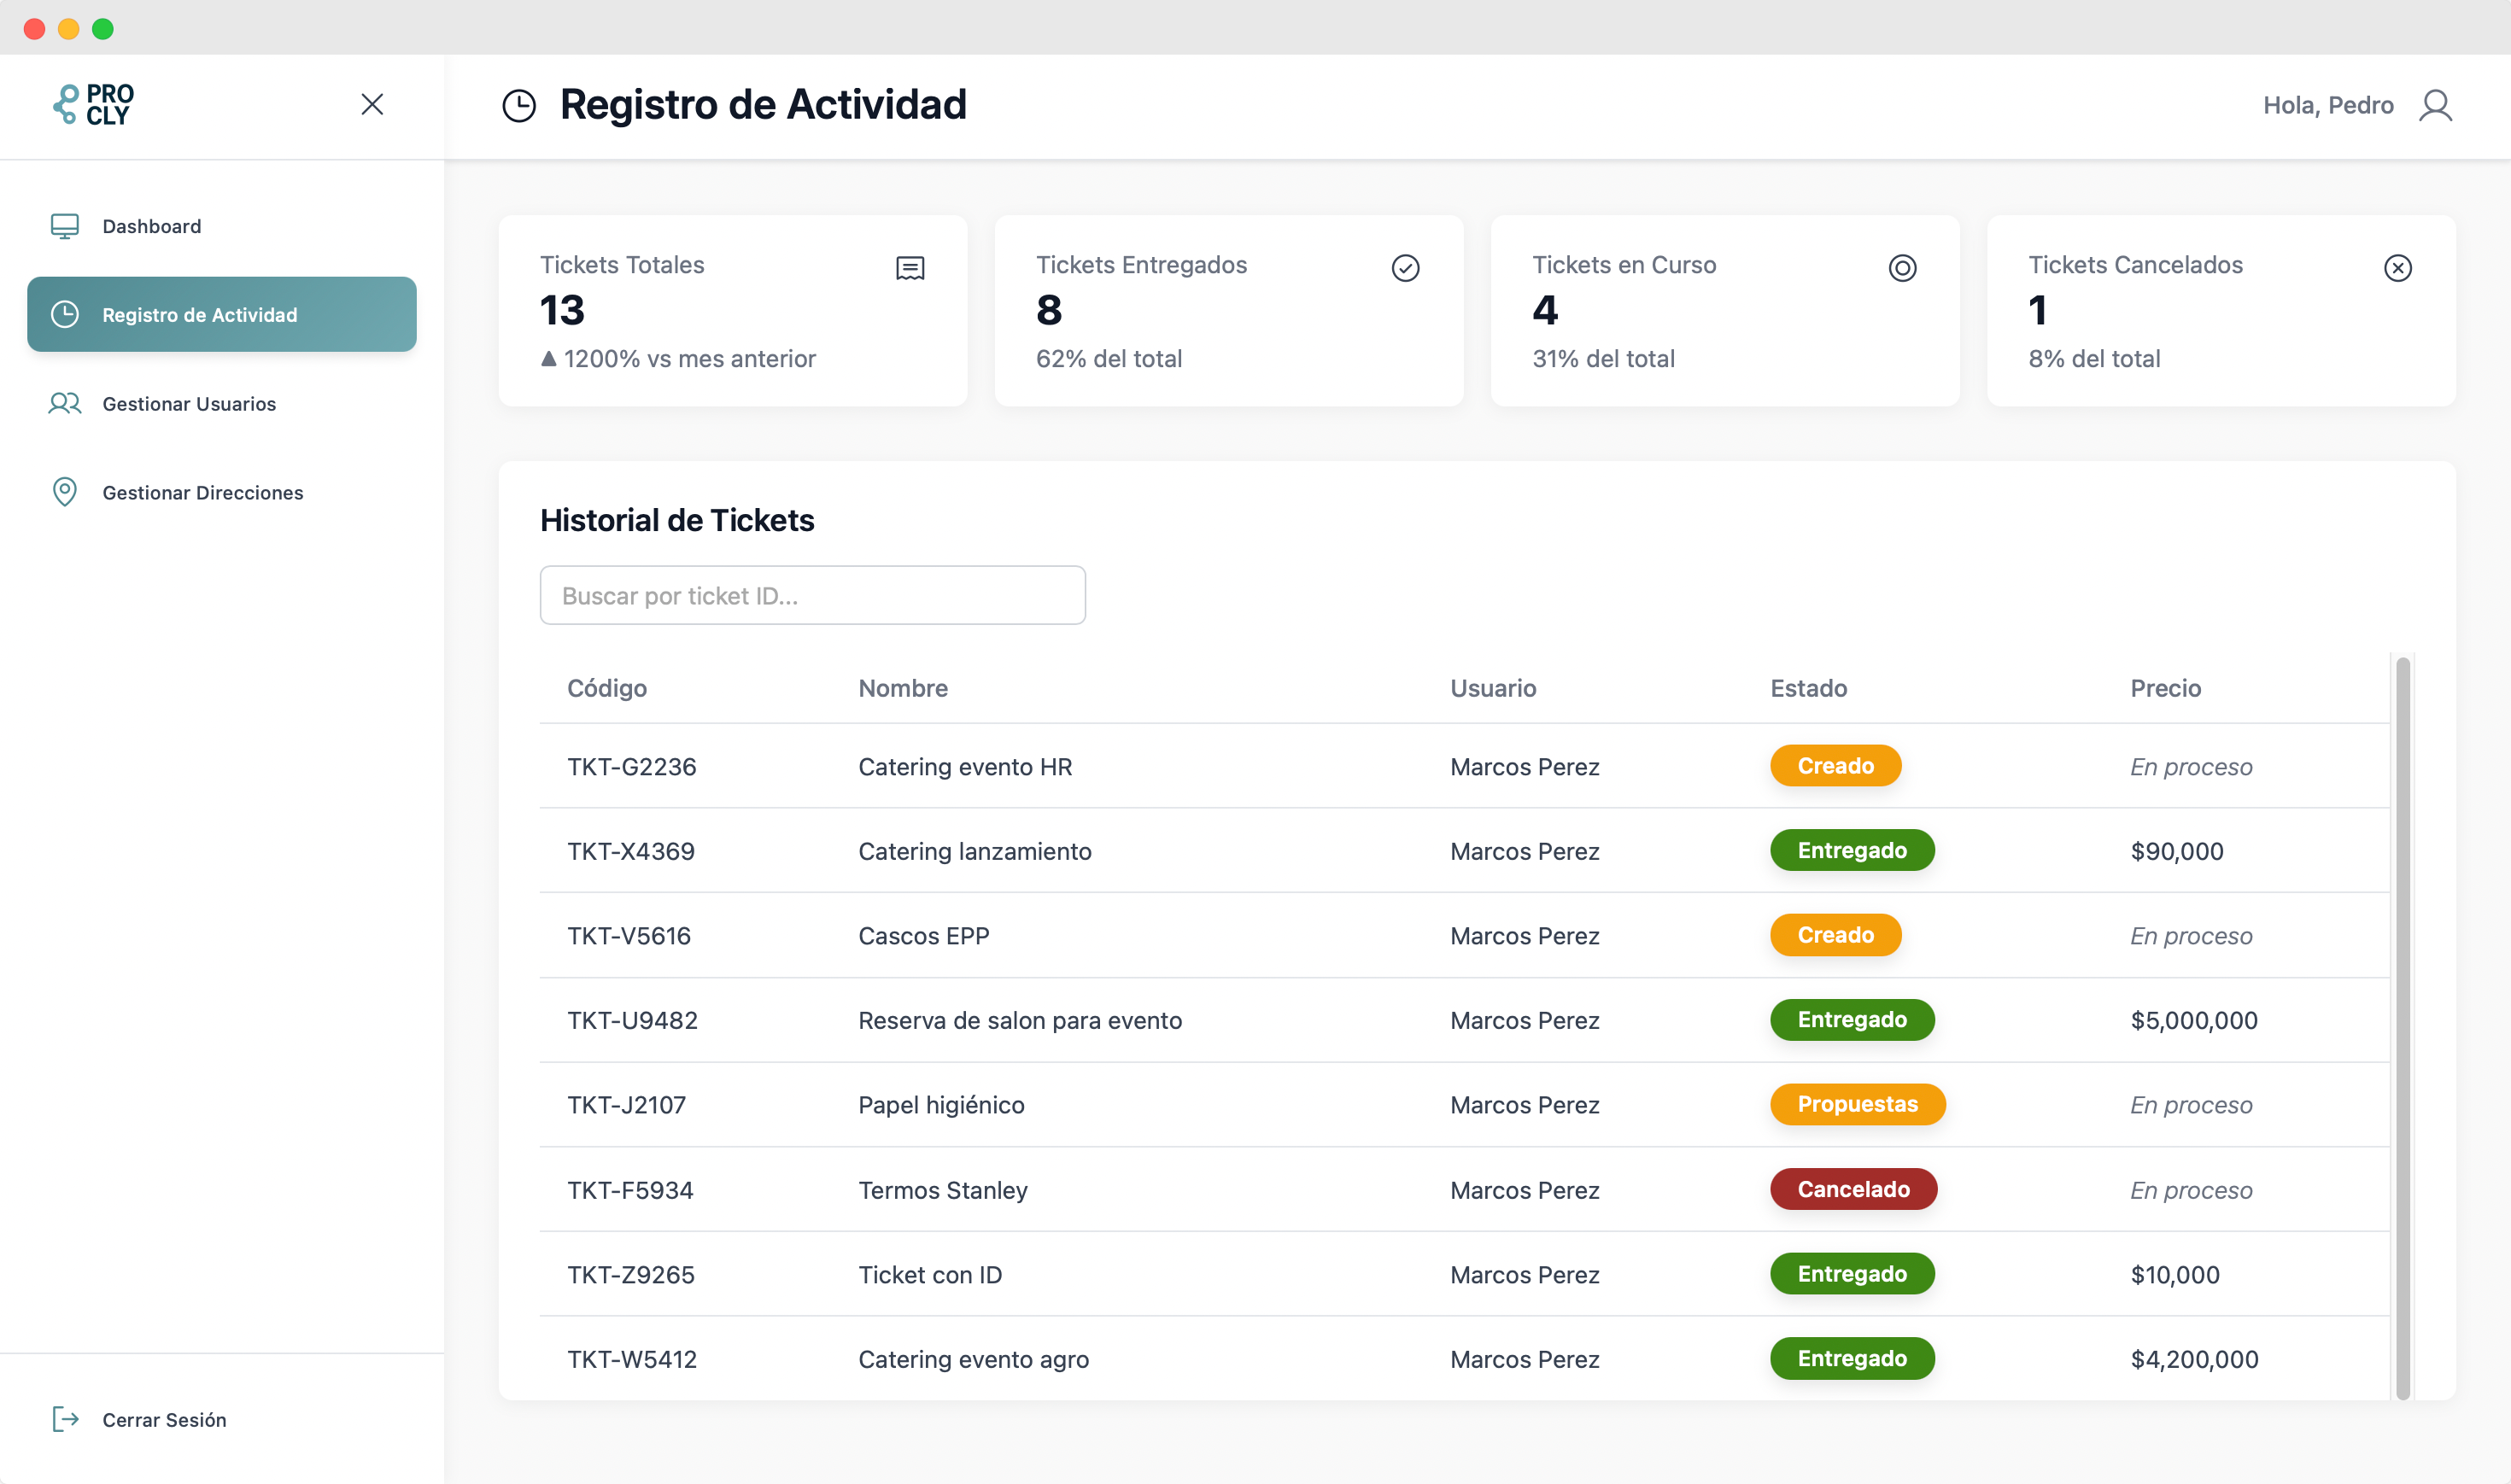 PRO
CLY
Registro de Actividad
Hola, Pedro
Dashboard
Registro de Actividad
Gestionar Usuarios
Gestionar Direcciones
Cerrar Sesión
Tickets Totales
13
▲ 1200% vs mes anterior
Tickets Entregados
8
62% del total
Tickets en Curso
4
31% del total
Tickets Cancelados
1
8% del total
Historial de Tickets
Buscar por ticket ID...
Código Nombre Usuario Estado Precio
TKT-G2236 Catering evento HR Marcos Perez Creado En proceso
TKT-X4369 Catering lanzamiento Marcos Perez Entregado $90,000
TKT-V5616 Cascos EPP Marcos Perez Creado En proceso
TKT-U9482 Reserva de salon para evento Marcos Perez Entregado $5,000,000
TKT-J2107 Papel higiénico Marcos Perez Propuestas En proceso
TKT-F5934 Termos Stanley Marcos Perez Cancelado En proceso
TKT-Z9265 Ticket con ID Marcos Perez Entregado $10,000
TKT-W5412 Catering evento agro Marcos Perez Entregado $4,200,000